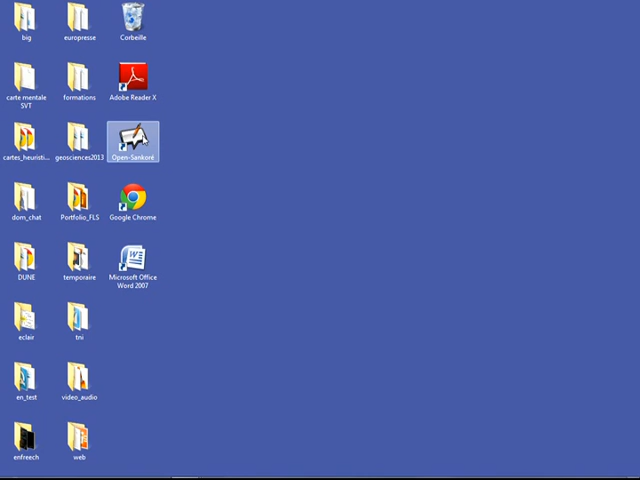 big
europresse
Corbeille
carte mentale
SVT
formations
Adobe Reader X
cartes_heuristi...
geosciences2013
Open-Sankoré
dom_chat
Portfolio_FLS
Google Chrome
DUNE
temporaire
Microsoft Office
Word 2007
eclair
tni
en_test
video_audio
enfreech
web